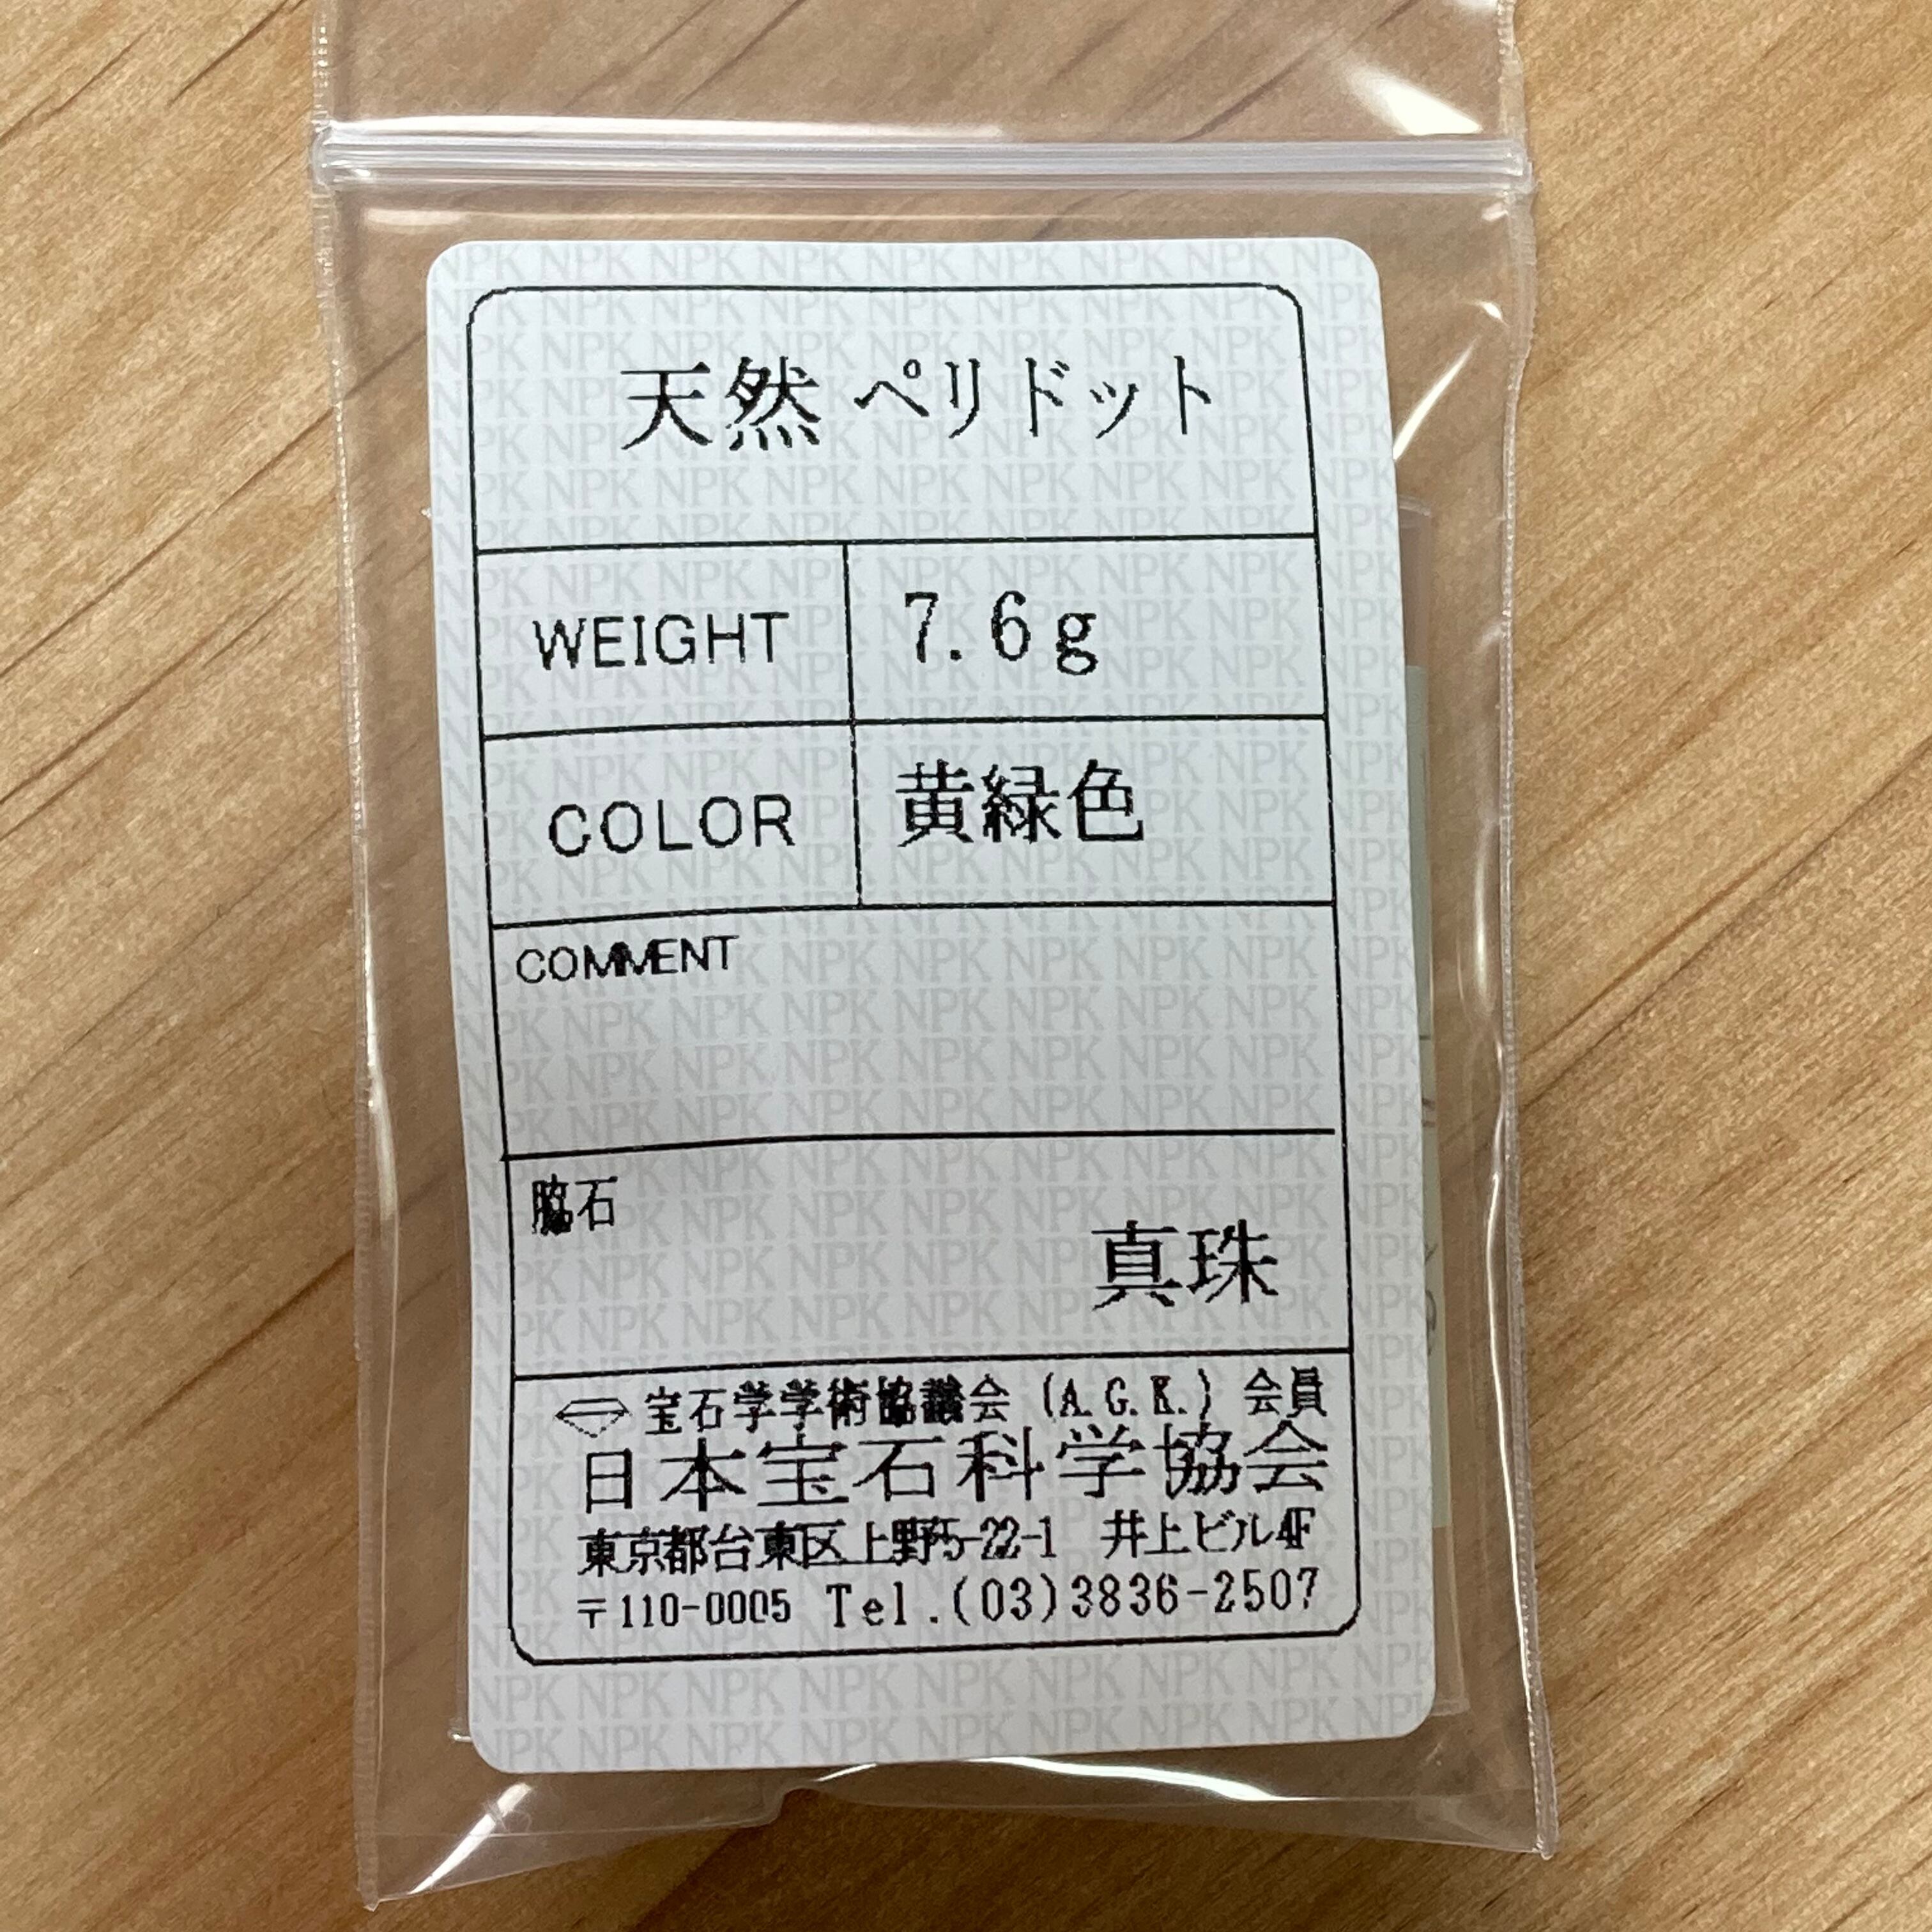 天然 ペリドット
WEIGHT 7.6g
COLOR 黄緑色
COMMENT
脇石
真珠
宝石学学術協議会 (A.G.K.) 会員
日本宝石科学協会
東京都台東区上野5-22-1 井上ビル4F
〒110-0005 Tel.(03)3836-2507